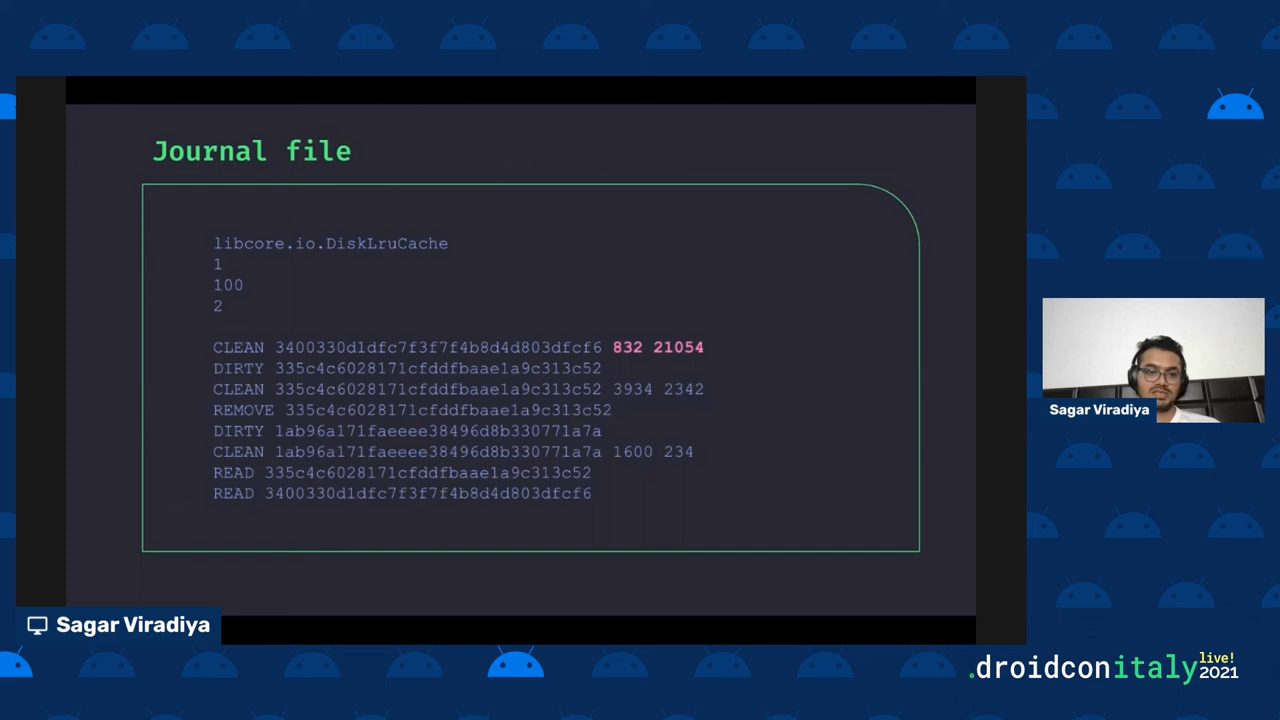 Journal file
libcore.io.DiskLruCache
1
100
2
CLEAN 3400330d1dfc7f3f7f4b8d4d803dfcf6 832 21054
DIRTY 335c4c6028171cfddfbaae1a9c313c52
CLEAN 335c4c6028171cfddfbaae1a9c313c52 3934 2342
REMOVE 335c4c6028171cfddfbaae1a9c313c52
DIRTY 1ab96a171faeeee38496d8b330771a7a
CLEAN 1ab96a171faeeee38496d8b330771a7a 1600 234
READ 335c4c6028171cfddfbaae1a9c313c52
READ 3400330d1dfc7f3f7f4b8d4d803dfcf6
Sagar Viradiya
Sagar Viradiya
.droidconitaly live! 2021